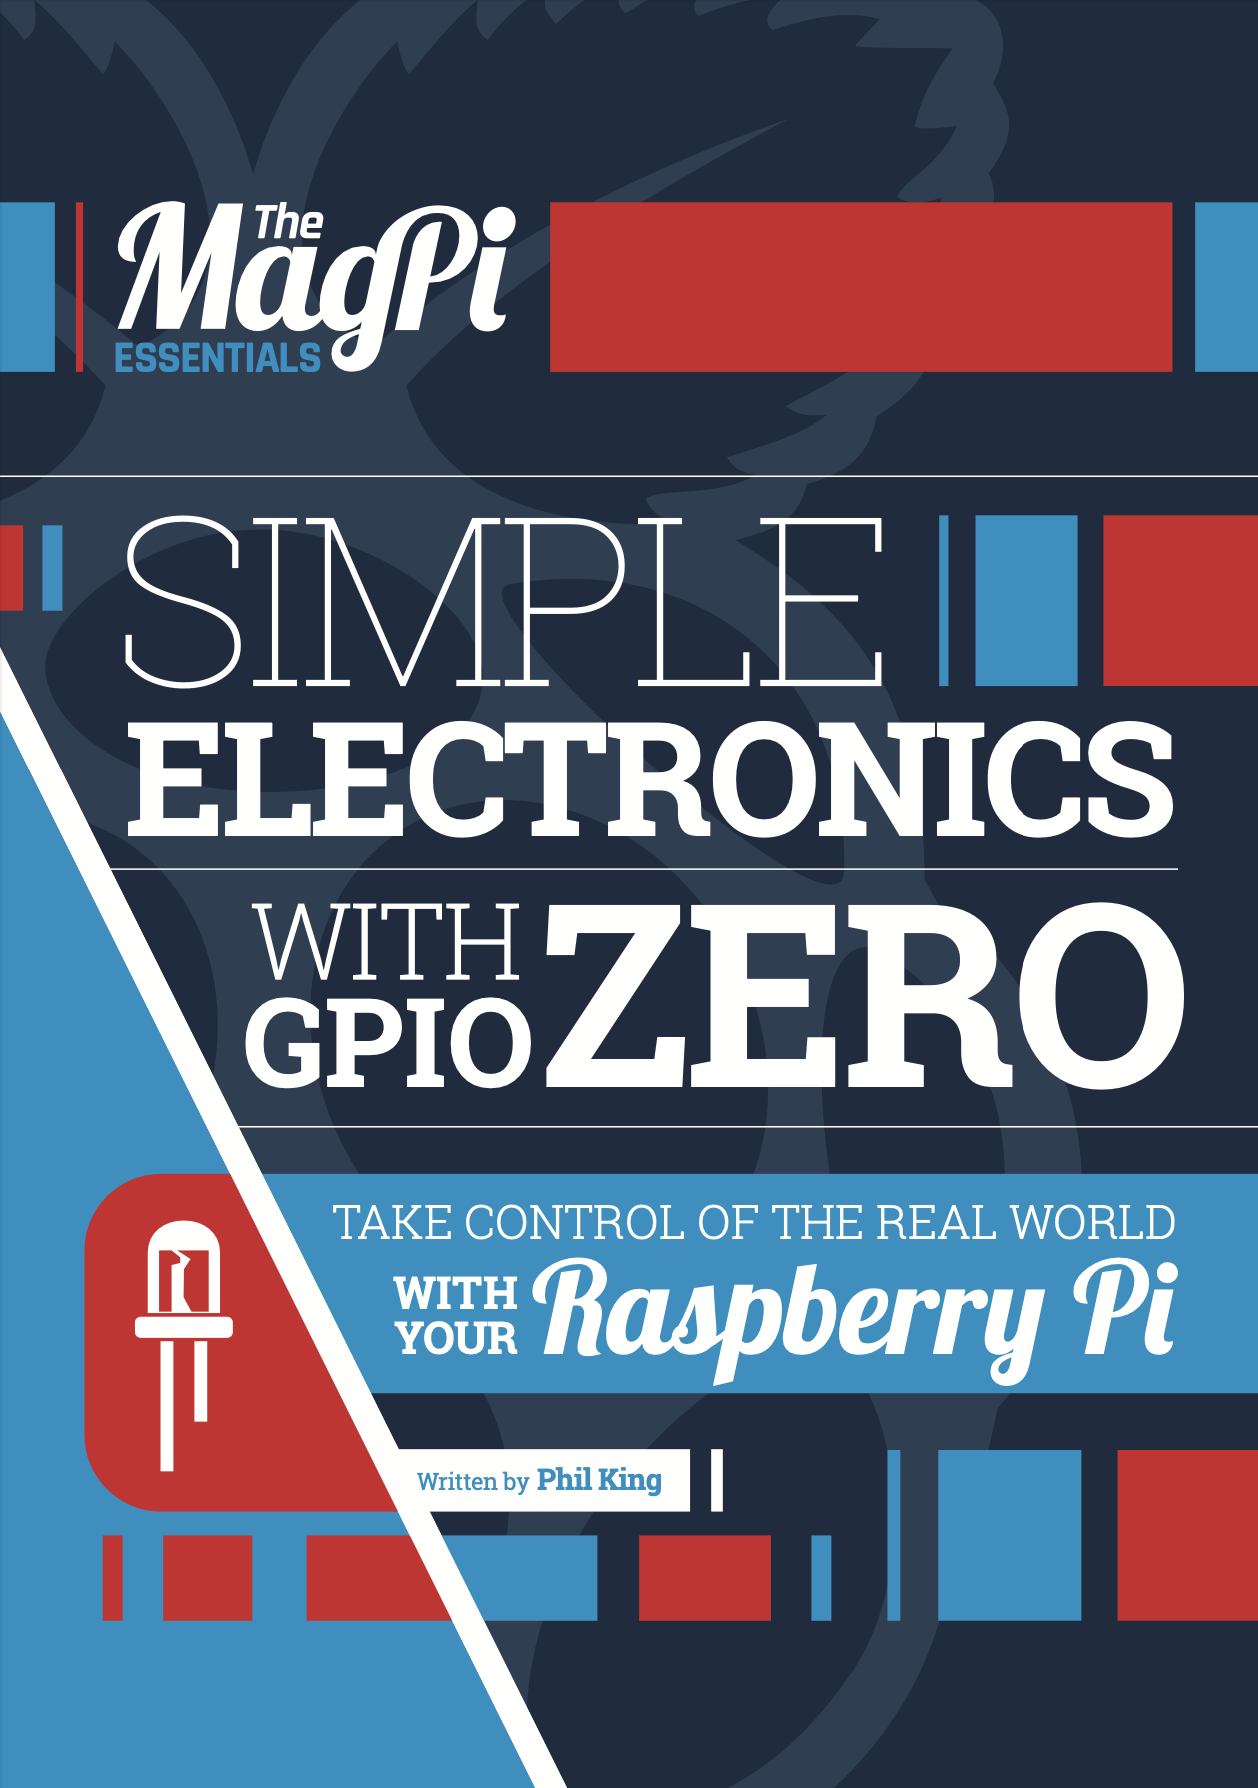 The
MagPi
ESSENTIALS
SIMPLE
ELECTRONICS
WITH
GPIO ZERO
TAKE CONTROL OF THE REAL WORLD
WITH
YOUR Raspberry Pi
Written by Phil King